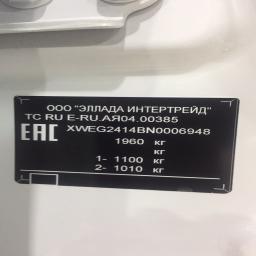 ООО "ЭЛЛАДА ИНТЕРТРЕЙД"
ТС RU E-RU.АЯ04.00385
EAC XWEG2414BN0006948
1960 кг
кг
1- 1100 кг
2- 1010 кг